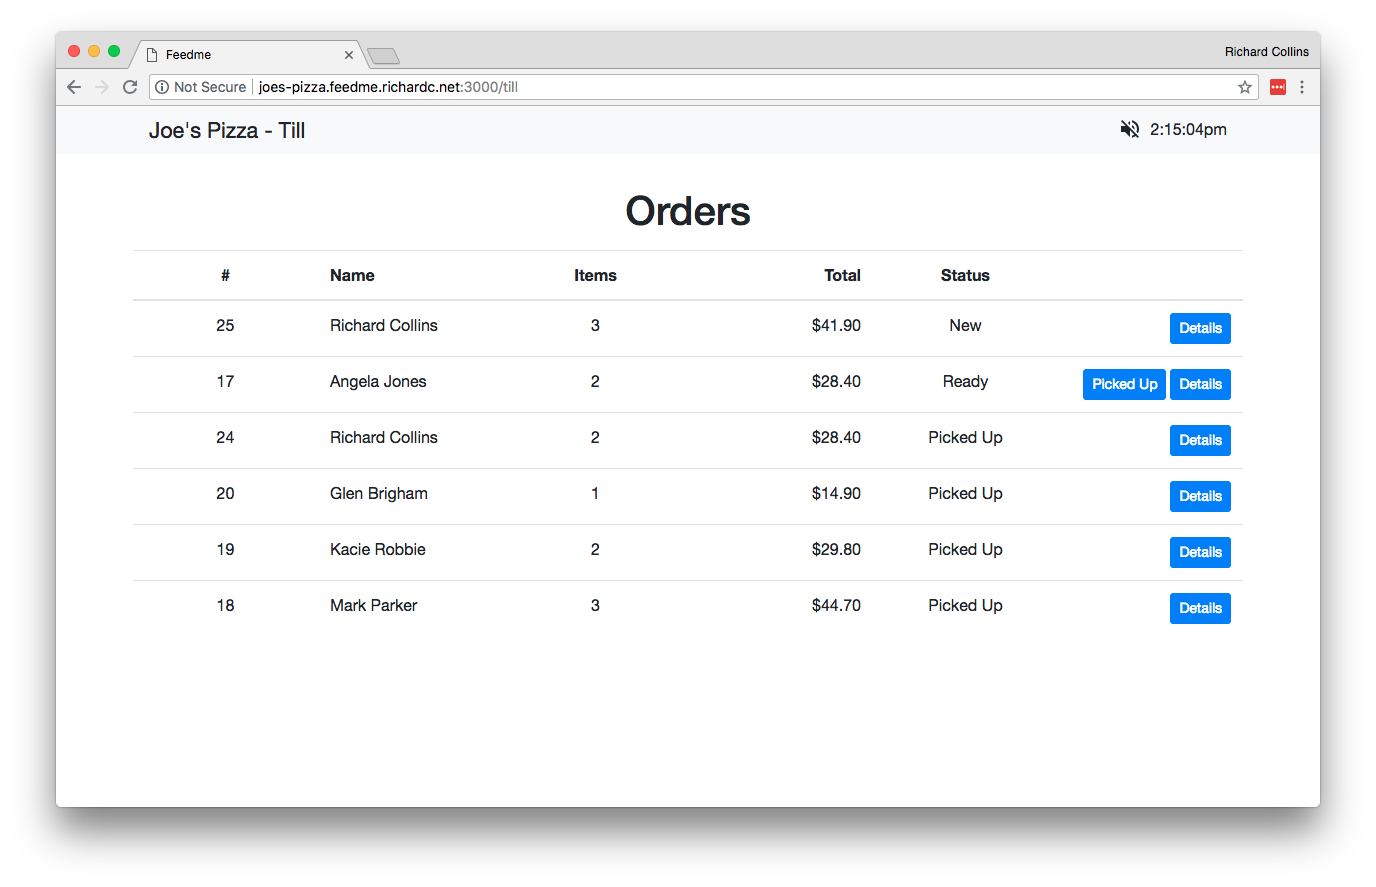 Feedme
Richard Collins
Not Secure joes-pizza.feedme.richardc.net:3000/till
Joe's Pizza - Till 2:15:04pm
Orders
# Name Items Total Status
25 Richard Collins 3 $41.90 New Details
17 Angela Jones 2 $28.40 Ready Picked Up Details
24 Richard Collins 2 $28.40 Picked Up Details
20 Glen Brigham 1 $14.90 Picked Up Details
19 Kacie Robbie 2 $29.80 Picked Up Details
18 Mark Parker 3 $44.70 Picked Up Details